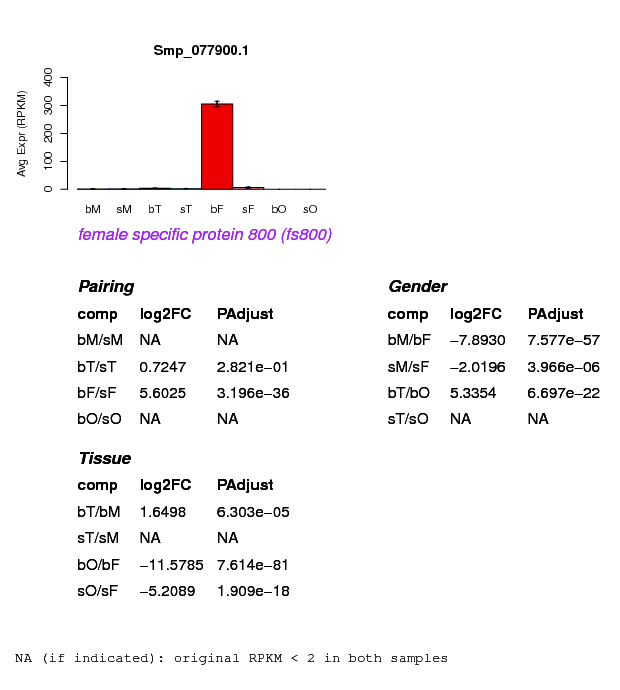 Smp_077900.1
Avg Expr (RPKM)
400
300
200
100
0
bM sM bT sT bF sF bO sO
female specific protein 800 (fs800)
Pairing
comp log2FC PAdjust
bM/sM NA NA
bT/sT 0.7247 2.821e−01
bF/sF 5.6025 3.196e−36
bO/sO NA NA
Gender
comp log2FC PAdjust
bM/bF −7.8930 7.577e−57
sM/sF −2.0196 3.966e−06
bT/bO 5.3354 6.697e−22
sT/sO NA NA
Tissue
comp log2FC PAdjust
bT/bM 1.6498 6.303e−05
sT/sM NA NA
bO/bF −11.5785 7.614e−81
sO/sF −5.2089 1.909e−18
NA (if indicated): original RPKM < 2 in both samples